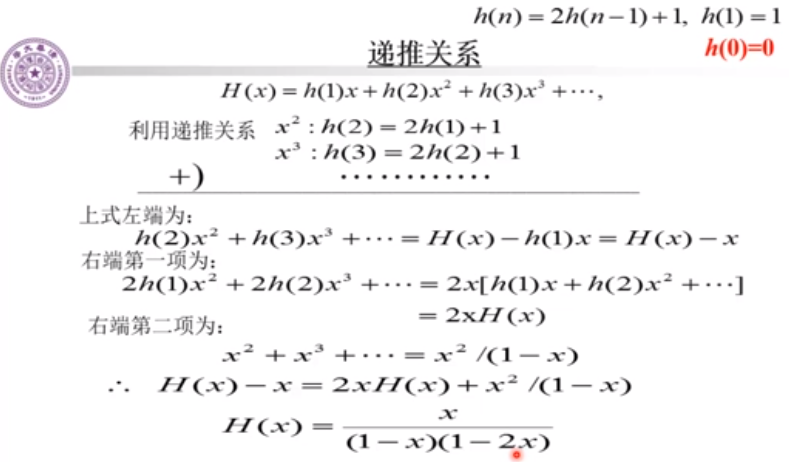 h(n) = 2h(n−1)+1, h(1) = 1
递推关系
h(0)=0
H(x) = h(1)x + h(2)x² + h(3)x³ + ⋯,
利用递推关系 x² : h(2) = 2h(1)+1
x³ : h(3) = 2h(2)+1
+) ⋯⋯⋯⋯
上式左端为:
h(2)x² + h(3)x³ + ⋯ = H(x) − h(1)x = H(x) − x
右端第一项为:
2h(1)x² + 2h(2)x³ + ⋯ = 2x[h(1)x + h(2)x² + ⋯]
= 2xH(x)
右端第二项为:
x² + x³ + ⋯ = x² /(1 − x)
∴ H(x) − x = 2xH(x) + x² /(1 − x)
H(x) = x / (1 − x)(1 − 2x)